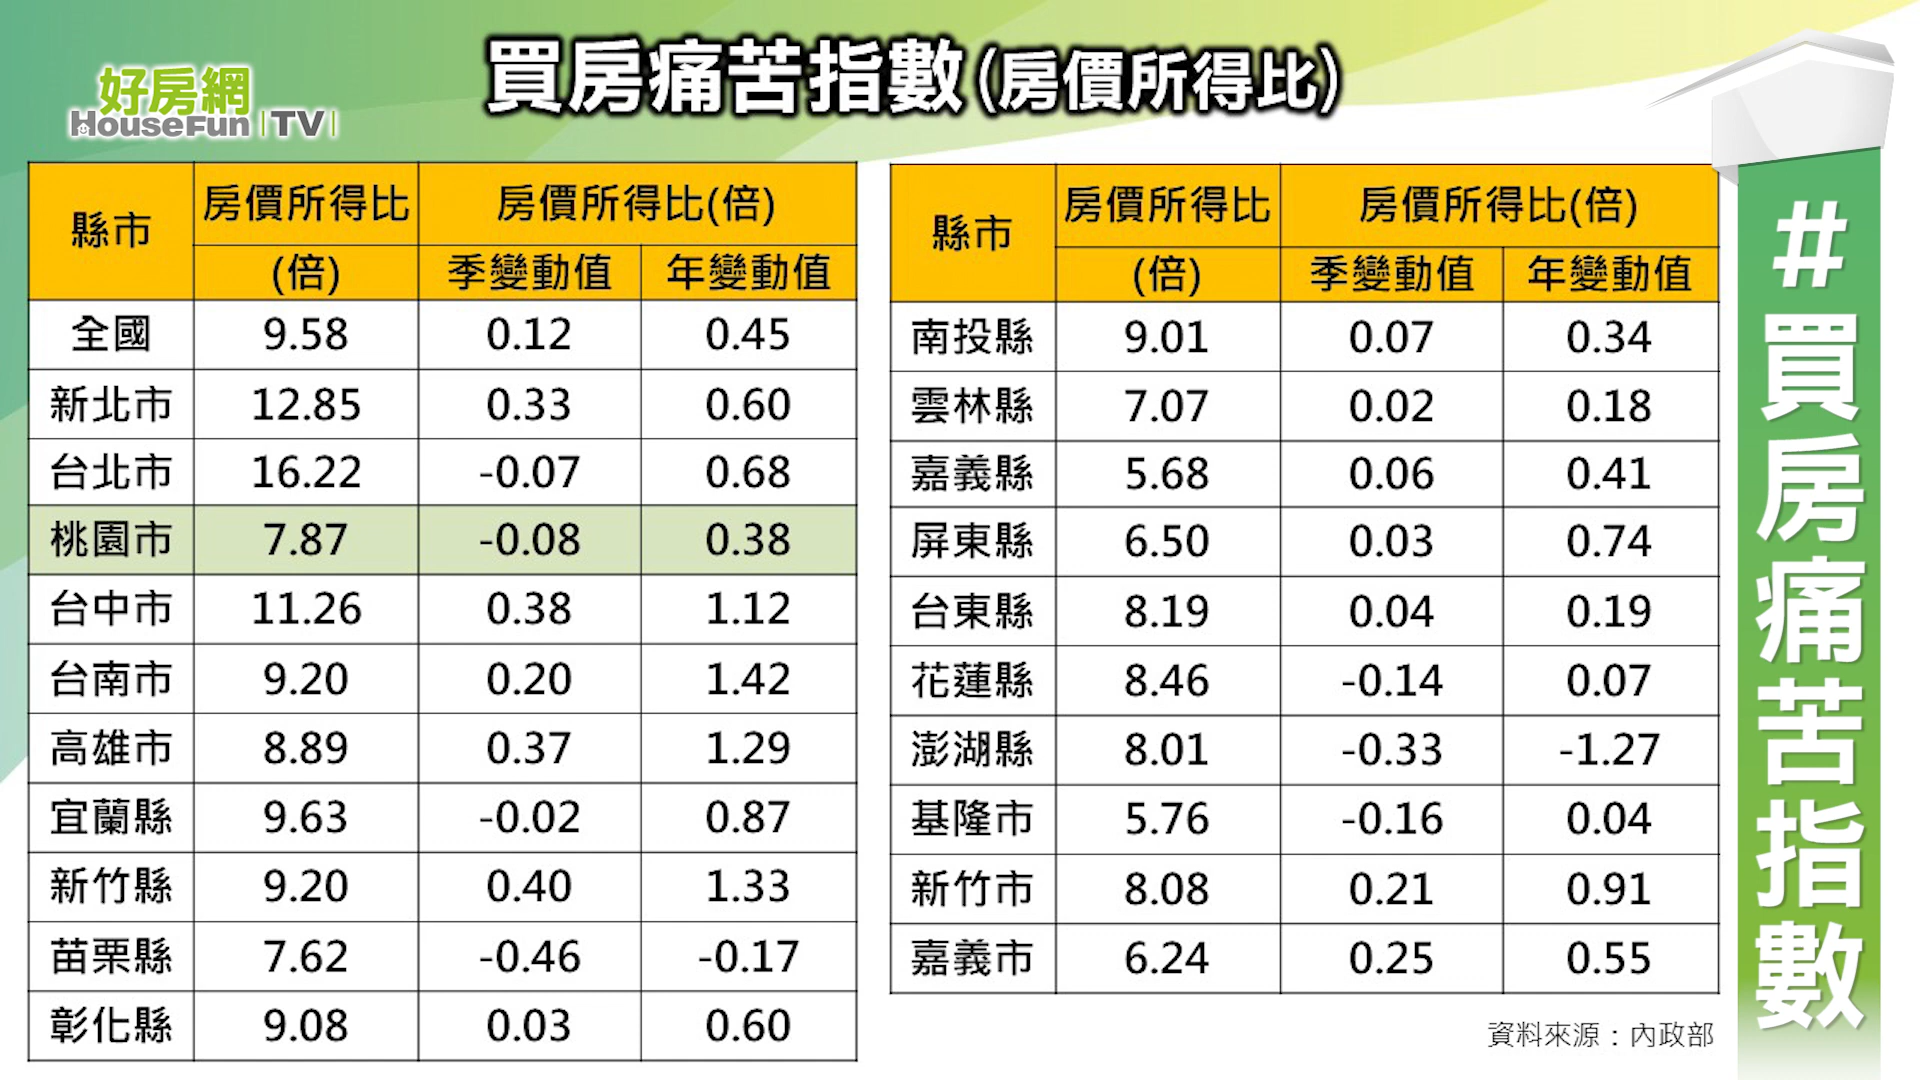 買房痛苦指數(房價所得比)
好房網
HouseFun TV
縣市 房價所得比 房價所得比(倍)
(倍) 季變動值 年變動值
全國 9.58 0.12 0.45
新北市 12.85 0.33 0.60
台北市 16.22 -0.07 0.68
桃園市 7.87 -0.08 0.38
台中市 11.26 0.38 1.12
台南市 9.20 0.20 1.42
高雄市 8.89 0.37 1.29
宜蘭縣 9.63 -0.02 0.87
新竹縣 9.20 0.40 1.33
苗栗縣 7.62 -0.46 -0.17
彰化縣 9.08 0.03 0.60
縣市 房價所得比 房價所得比(倍)
(倍) 季變動值 年變動值
南投縣 9.01 0.07 0.34
雲林縣 7.07 0.02 0.18
嘉義縣 5.68 0.06 0.41
屏東縣 6.50 0.03 0.74
台東縣 8.19 0.04 0.19
花蓮縣 8.46 -0.14 0.07
澎湖縣 8.01 -0.33 -1.27
基隆市 5.76 -0.16 0.04
新竹市 8.08 0.21 0.91
嘉義市 6.24 0.25 0.55
資料來源：內政部
#買房痛苦指數